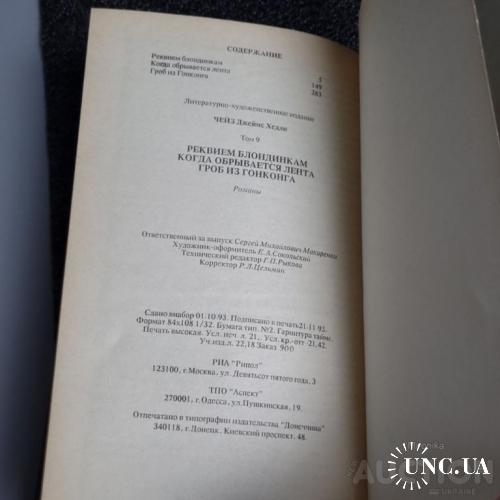 СОДЕРЖАНИЕ
Реквием блондинкам 5
Когда обрывается лента 149
Гроб из Гонконга 283
Литературно-художественное издание
ЧЕЙЗ Джеймс Хедли
Том 9
РЕКВИЕМ БЛОНДИНКАМ
КОГДА ОБРЫВАЕТСЯ ЛЕНТА
ГРОБ ИЗ ГОНКОНГА
Романы
Ответственный за выпуск Сергей Михайлович Макаренков
Художник-оформитель Е.А.Сокольский
Технический редактор Г.П.Рыкова
Корректор Р.Л.Цельман
Сдано внабор 01.10.93. Подписано в печать 21.11.93.
Формат 84x108 1/32. Бумага тип. №2. Гарнитура таймс.
Печать высокая. Усл. печ. л. 21,. Усл. кр.-отт 21,42.
Уч.изд.л. 22,18 Заказ 900
РИА "Рипол"
123100, г.Москва, ул. Девятьсот пятого года, 3
ТПО "Аспект"
270001, г.Одесса, ул.Пушкинская, 19.
Отпечатано в типографии издательства "Донеччина"
340118, г.Донецк, Киевский проспект, 48.
UNC.UA